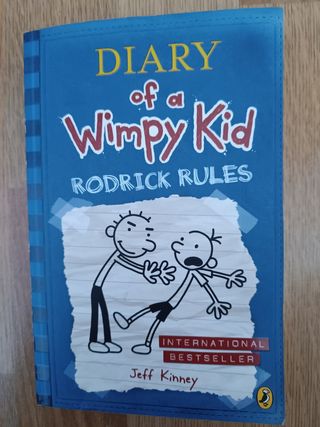 DIARY
of a
Wimpy Kid
RODRICK RULES
INTERNATIONAL
BESTSELLER
Jeff Kinney